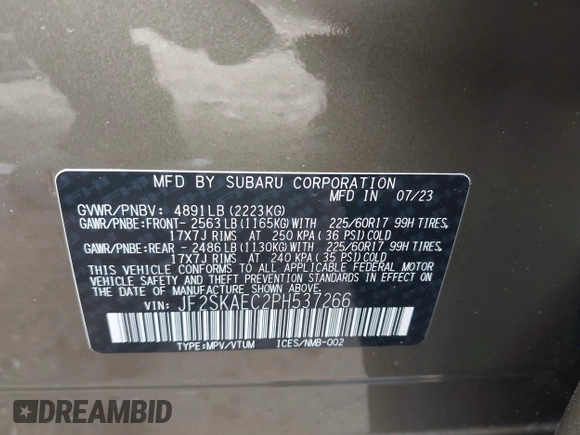 MFD BY SUBARU CORPORATION
MFD IN 07/23
GVWR/PNBV: 4891LB(2223KG)
GAWR/PNBE:FRONT- 2563LB(1165KG)WITH 225/60R17 99H TIRES,
17X7J RIMS AT 250 KPA(36 PSI)COLD
GAWR/PNBE:REAR - 2486LB(1130KG)WITH 225/60R17 99H TIRES,
17X7J RIMS AT 240 KPA(35 PSI)COLD
THIS VEHICLE CONFORMS TO ALL APPLICABLE FEDERAL MOTOR
VEHICLE SAFETY AND THEFT PREVENTION STANDARDS IN EFFECT
ON THE DATE OF MANUFACTURE SHOWN ABOVE.
VIN: JF2SKAEC2PH537266
TYPE:MPV/VTUM ICES/NMB-002
DREAMBID